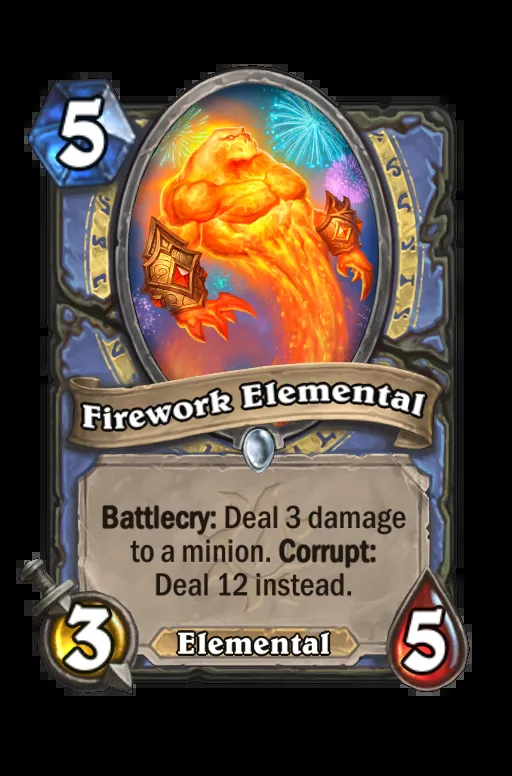 5
Firework Elemental
Battlecry: Deal 3 damage
to a minion. Corrupt:
Deal 12 instead.
3
Elemental
5